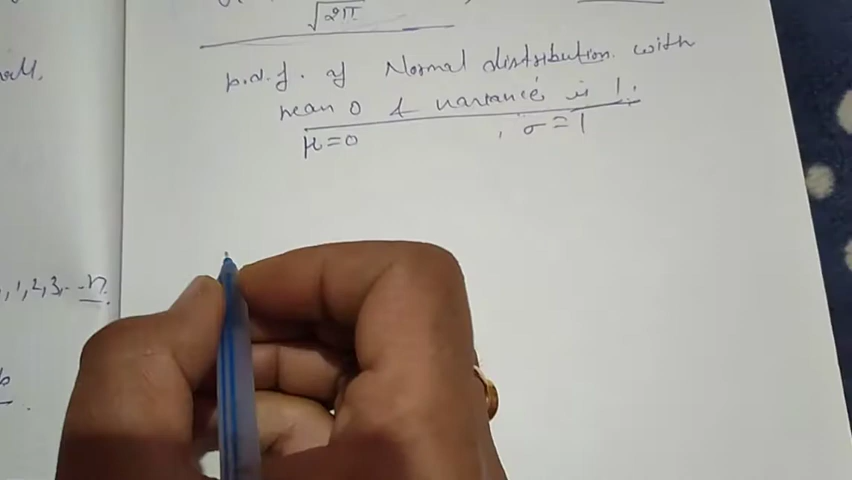 √2π
p.d.f. of Normal distribution with
mean 0 & variance is 1.
μ=0 , σ=1
, 1, 2, 3, -- n.